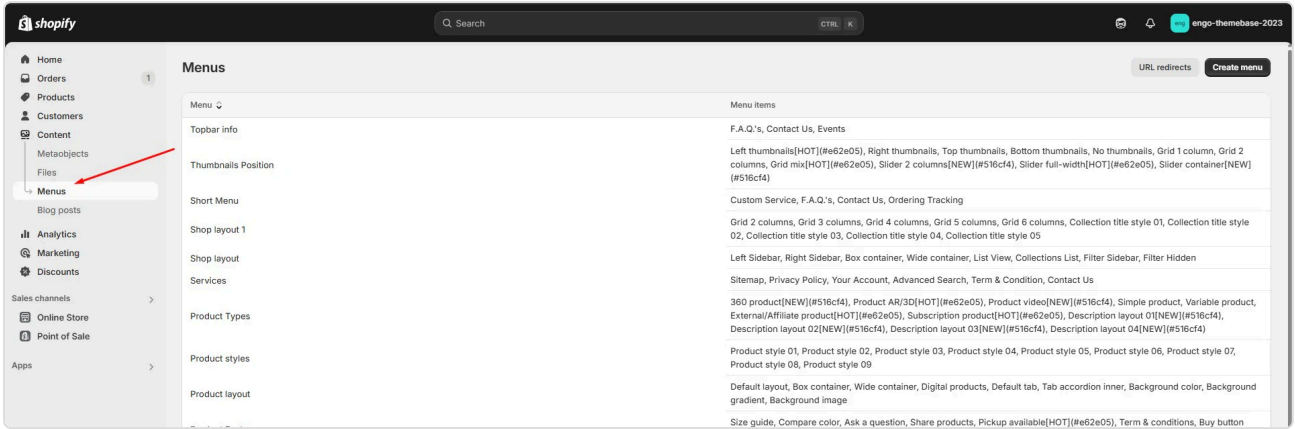 shopify
Search
CTRL K
eng
engo-themebase-2023
Home
Orders 1
Products
Customers
Content
Metaobjects
Files
Menus
Blog posts
Analytics
Marketing
Discounts
Sales channels
Online Store
Point of Sale
Apps
Menus
URL redirects
Create menu
Menu
Menu items
Topbar info
F.A.Q.'s, Contact Us, Events
Thumbnails Position
Left thumbnails[HOT](#e62e05), Right thumbnails, Top thumbnails, Bottom thumbnails, No thumbnails, Grid 1 column, Grid 2
columns, Grid mix[HOT](#e62e05), Slider 2 columns[NEW](#516cf4), Slider full-width[HOT](#e62e05), Slider container[NEW]
(#516cf4)
Short Menu
Custom Service, F.A.Q.'s, Contact Us, Ordering Tracking
Shop layout 1
Grid 2 columns, Grid 3 columns, Grid 4 columns, Grid 5 columns, Grid 6 columns, Collection title style 01, Collection title style
02, Collection title style 03, Collection title style 04, Collection title style 05
Shop layout
Left Sidebar, Right Sidebar, Box container, Wide container, List View, Collections List, Filter Sidebar, Filter Hidden
Services
Sitemap, Privacy Policy, Your Account, Advanced Search, Term & Condition, Contact Us
Product Types
360 product[NEW](#516cf4), Product AR/3D[HOT](#e62e05), Product video[NEW](#516cf4), Simple product, Variable product,
External/Affiliate product[HOT](#e62e05), Subscription product[HOT](#e62e05), Description layout 01[NEW](#516cf4),
Description layout 02[NEW](#516cf4), Description layout 03[NEW](#516cf4), Description layout 04[NEW](#516cf4)
Product styles
Product style 01, Product style 02, Product style 03, Product style 04, Product style 05, Product style 06, Product style 07,
Product style 08, Product style 09
Product layout
Default layout, Box container, Wide container, Digital products, Default tab, Tab accordion inner, Background color, Background
gradient, Background image
Size guide, Compare color, Ask a question, Share products, Pickup available[HOT](#e62e05), Term & conditions, Buy button